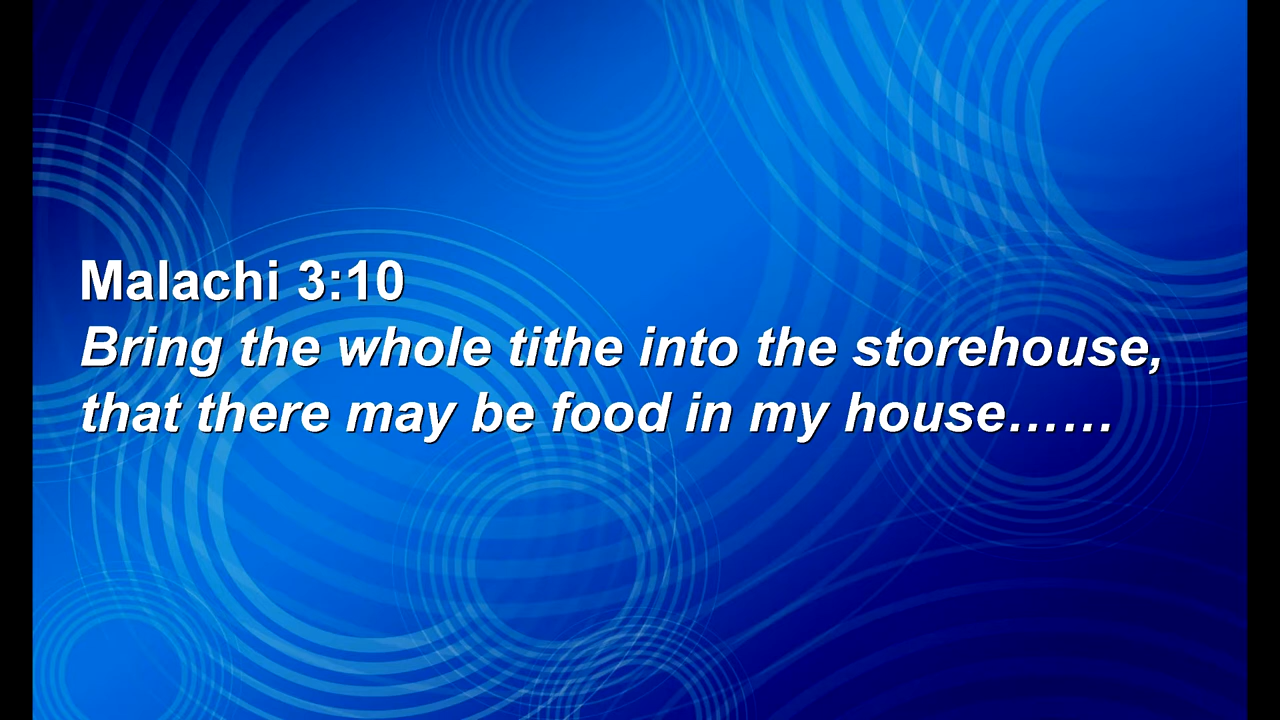 Malachi 3:10
Bring the whole tithe into the storehouse,
that there may be food in my house……